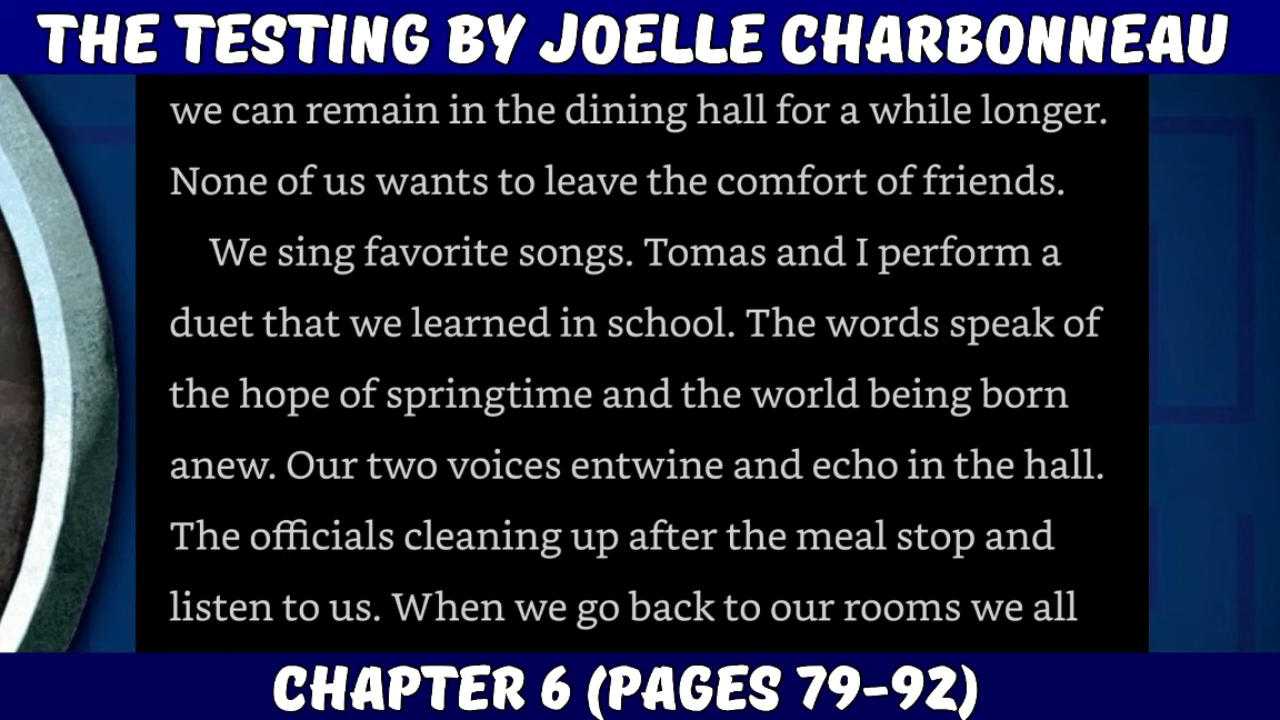 THE TESTING BY JOELLE CHARBONNEAU
we can remain in the dining hall for a while longer.
None of us wants to leave the comfort of friends.
We sing favorite songs. Tomas and I perform a
duet that we learned in school. The words speak of
the hope of springtime and the world being born
anew. Our two voices entwine and echo in the hall.
The officials cleaning up after the meal stop and
listen to us. When we go back to our rooms we all
CHAPTER 6 (PAGES 79-92)